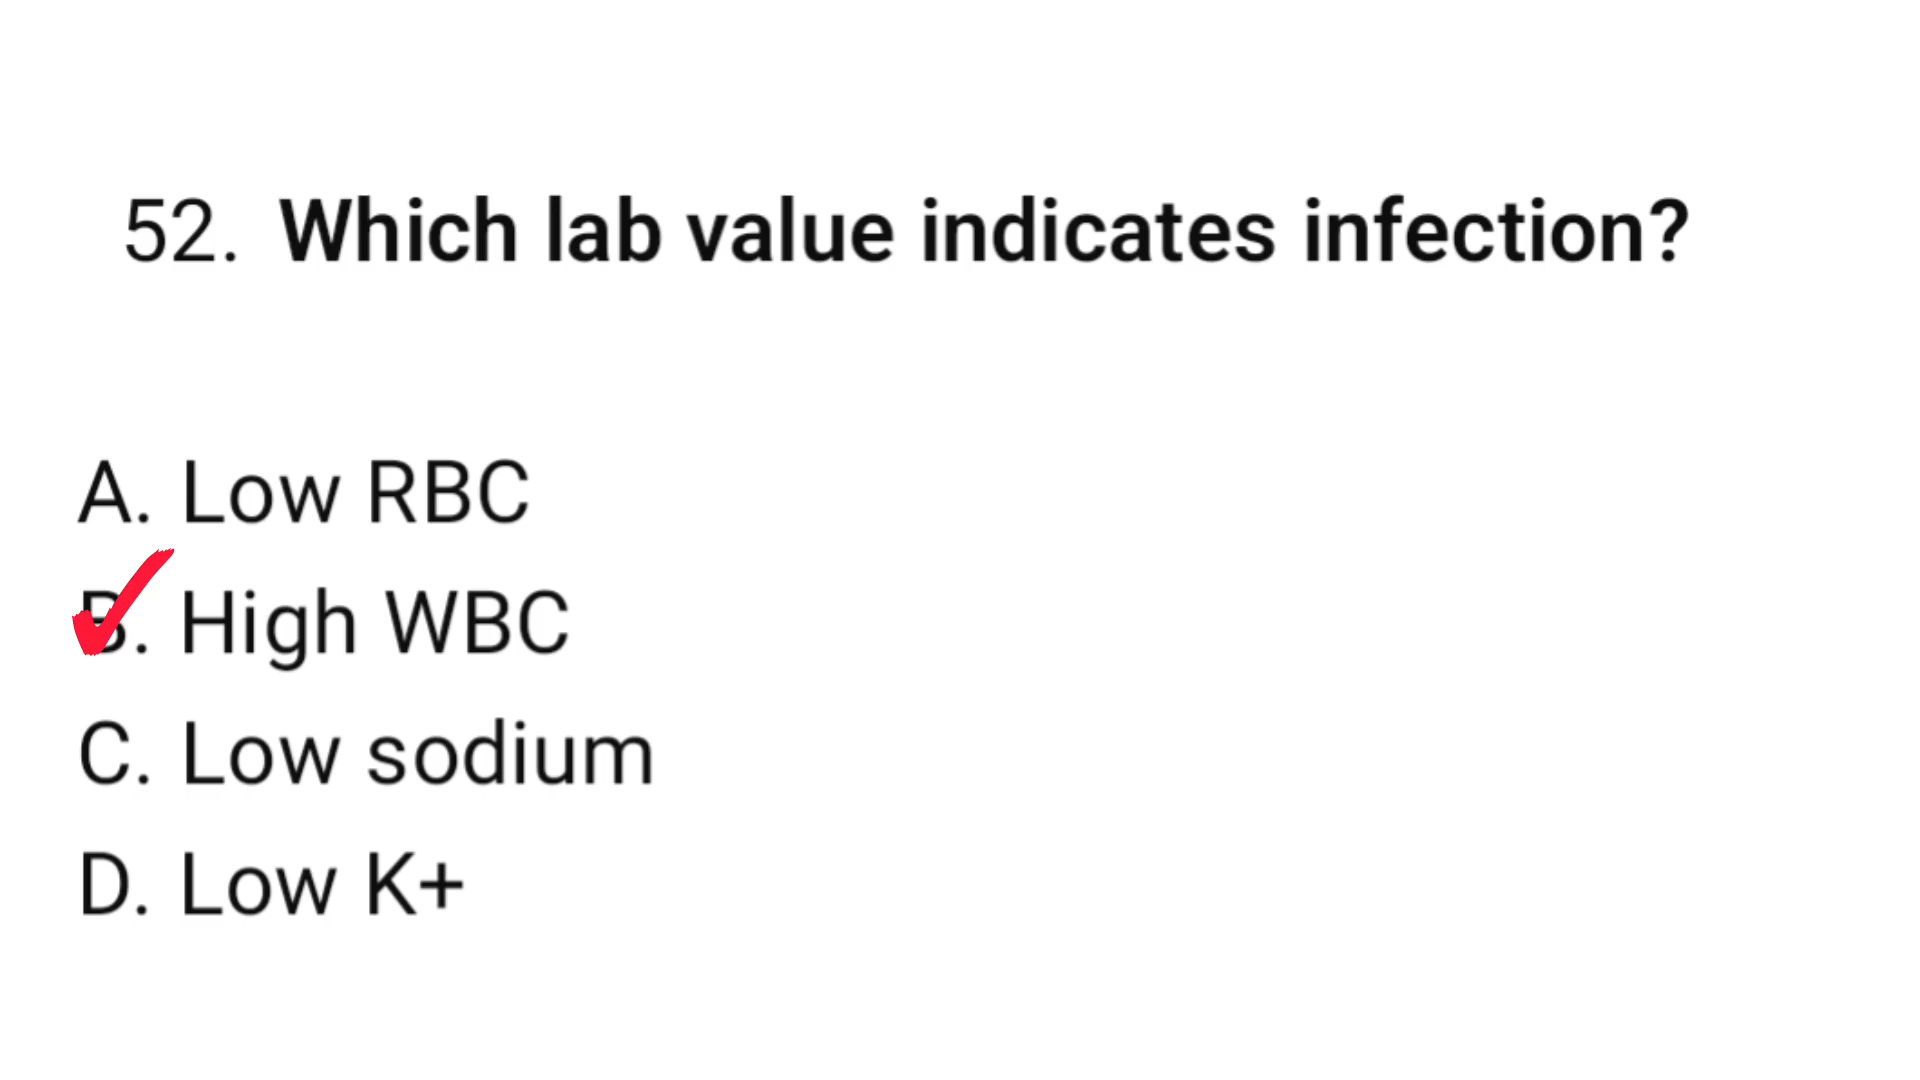 52. Which lab value indicates infection?
A. Low RBC
B. High WBC
C. Low sodium
D. Low K+